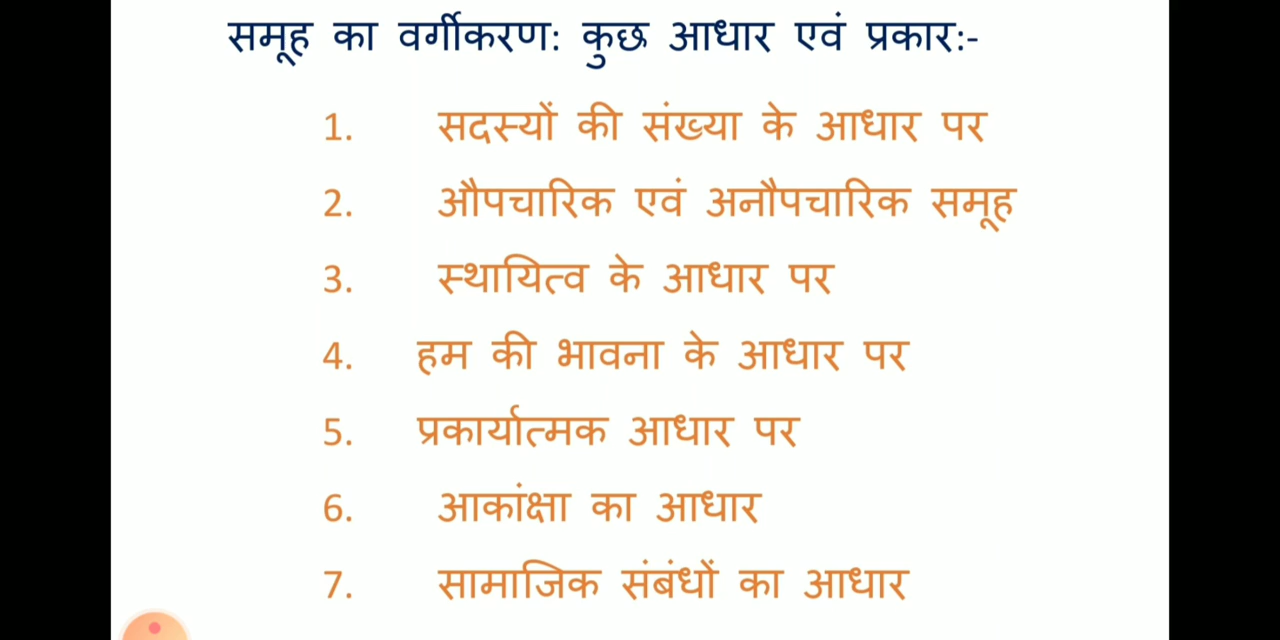 समूह का वर्गीकरण: कुछ आधार एवं प्रकार:-
1. सदस्यों की संख्या के आधार पर
2. औपचारिक एवं अनौपचारिक समूह
3. स्थायित्व के आधार पर
4. हम की भावना के आधार पर
5. प्रकार्यात्मक आधार पर
6. आकांक्षा का आधार
7. सामाजिक संबंधों का आधार